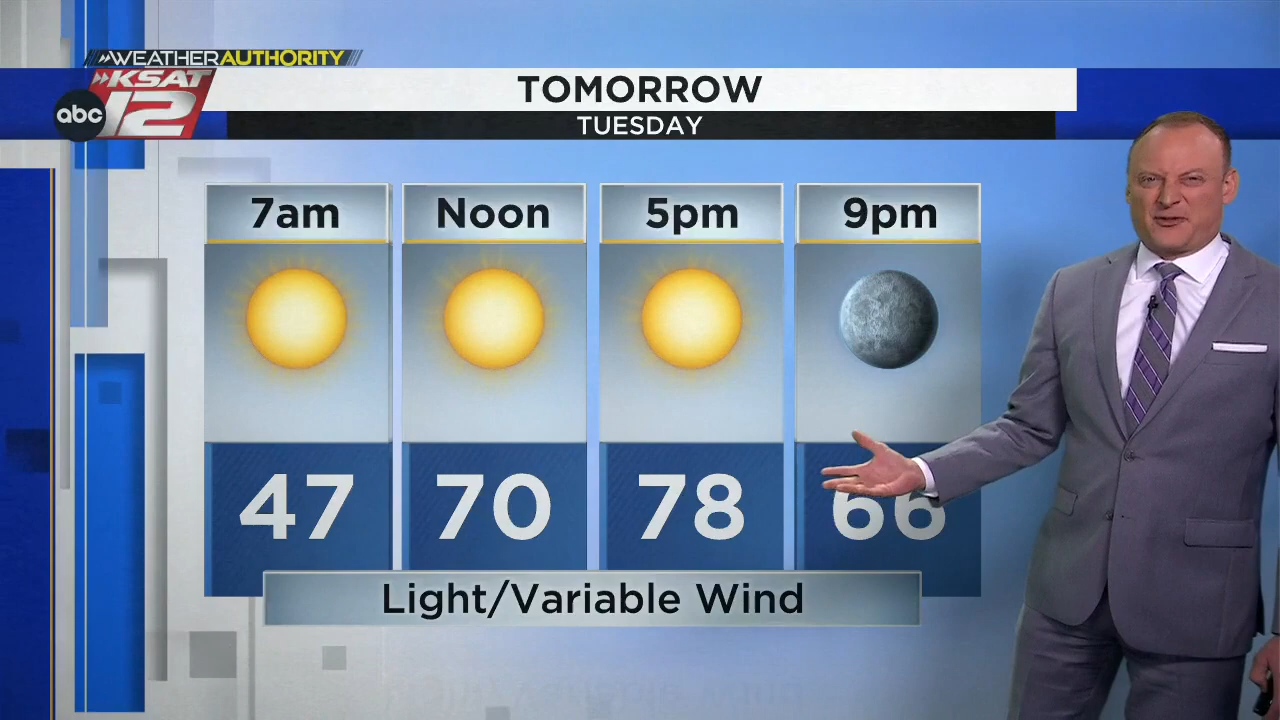 WEATHERAUTHORITY
KSAT
abc 12
TOMORROW
TUESDAY
7am Noon 5pm 9pm
47 70 78 66
Light/Variable Wind